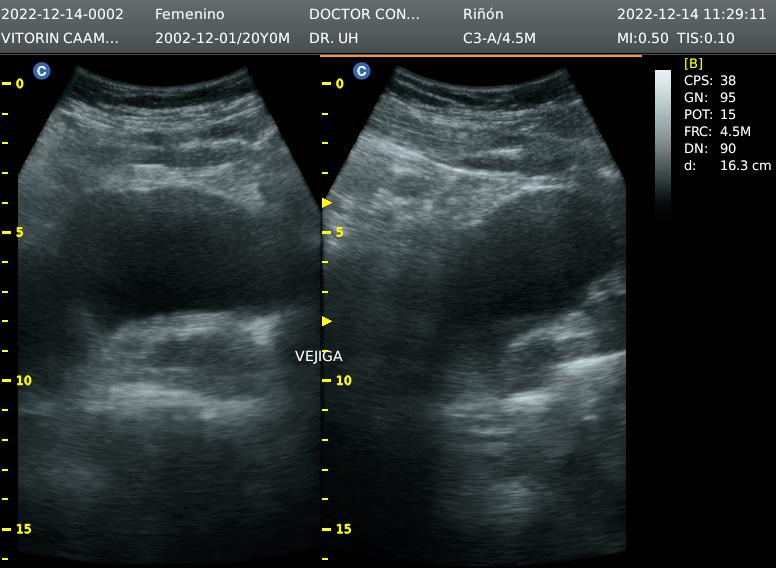 2022-12-14-0002 Femenino DOCTOR CON... Riñón 2022-12-14 11:29:11
VITORIN CAAM... 2002-12-01/20Y0M DR. UH C3-A/4.5M MI:0.50 TIS:0.10
C
C
[B]
CPS: 38
GN: 95
POT: 15
FRC: 4.5M
DN: 90
d: 16.3 cm
0
5
10
15
0
5
10
15
VEJIGA